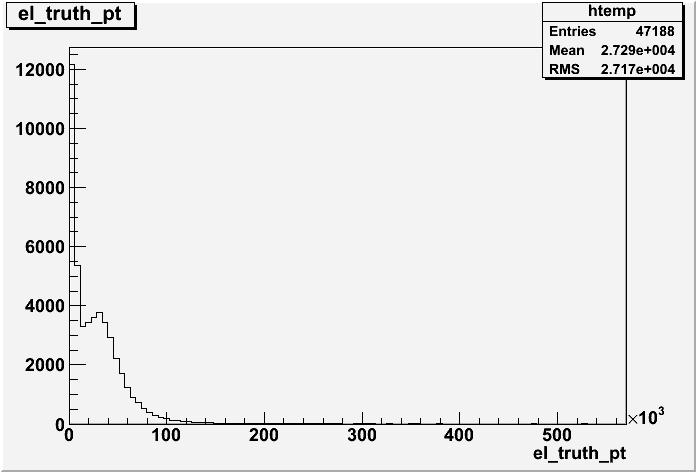 el_truth_pt
htemp
Entries 47188
Mean 2.729e+004
RMS 2.717e+004
12000
10000
8000
6000
4000
2000
0
0 100 200 300 400 500 ×10³
el_truth_pt